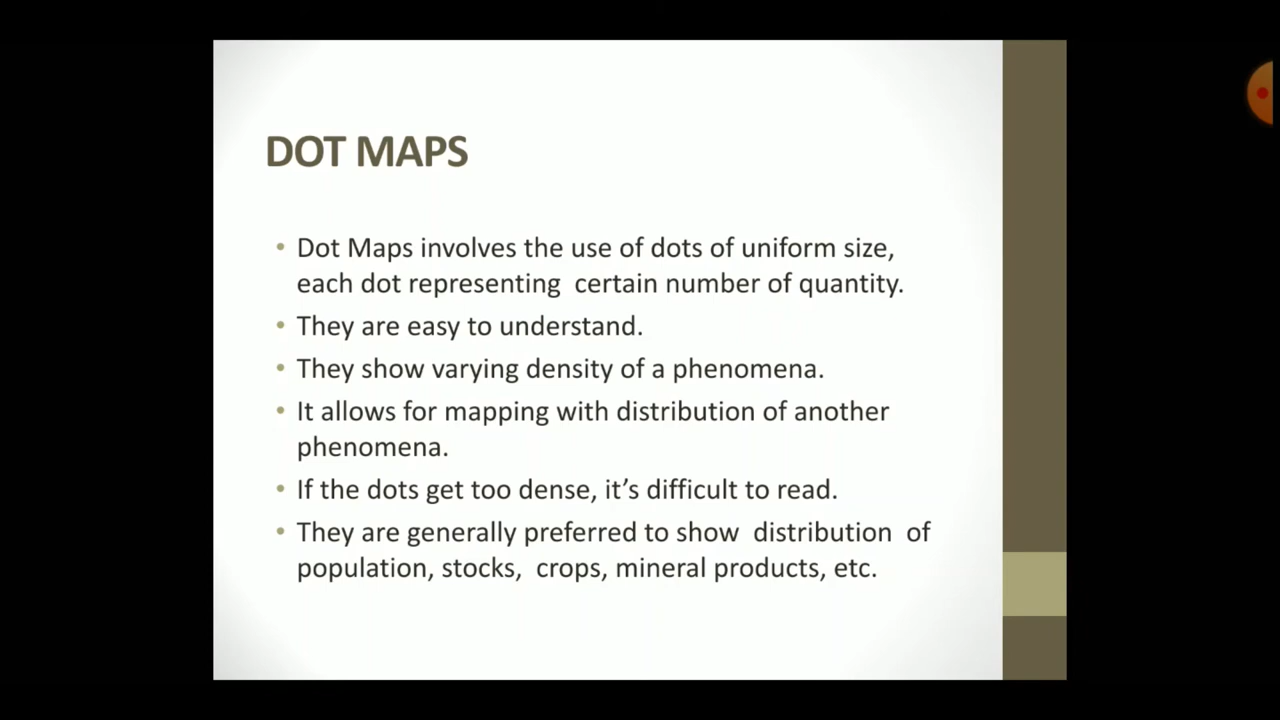 DOT MAPS
• Dot Maps involves the use of dots of uniform size,
each dot representing  certain number of quantity.
• They are easy to understand.
• They show varying density of a phenomena.
• It allows for mapping with distribution of another
phenomena.
• If the dots get too dense, it’s difficult to read.
• They are generally preferred to show  distribution  of
population, stocks,  crops, mineral products, etc.